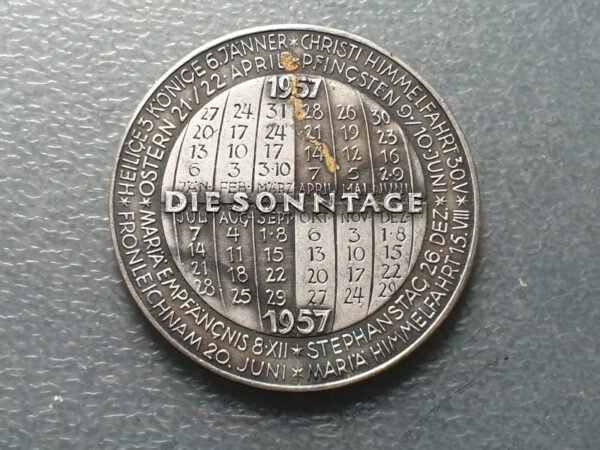 HEILIGE 3 KÖNIGE 6. JÄNNER * CHRISTI HIMMELFAHRT 30.V
* OSTERN 21./22. APRIL * PFINGSTEN 9./10. JUNI *
1957
27 24 31 28 26 30
20 17 24 21 19 23
13 10 17 14 12 16
6 3 3·10 7 5 2·9
JÄN. FEB. MÄRZ APRIL MAI JUNI
DIE SONNTAGE
JULI AUG. SEPT. OKT. NOV. DEZ.
7 4 1·8 6 3 1·8
14 11 15 13 10 15
21 18 22 20 17 22
28 25 29 27 24 29
1957
MARIÄ EMPFÄNGNIS 8·XII * STEPHANSTAG 26 DEZ.
FRONLEICHNAM 20. JUNI * MARIÄ HIMMELFAHRT 15.VIII